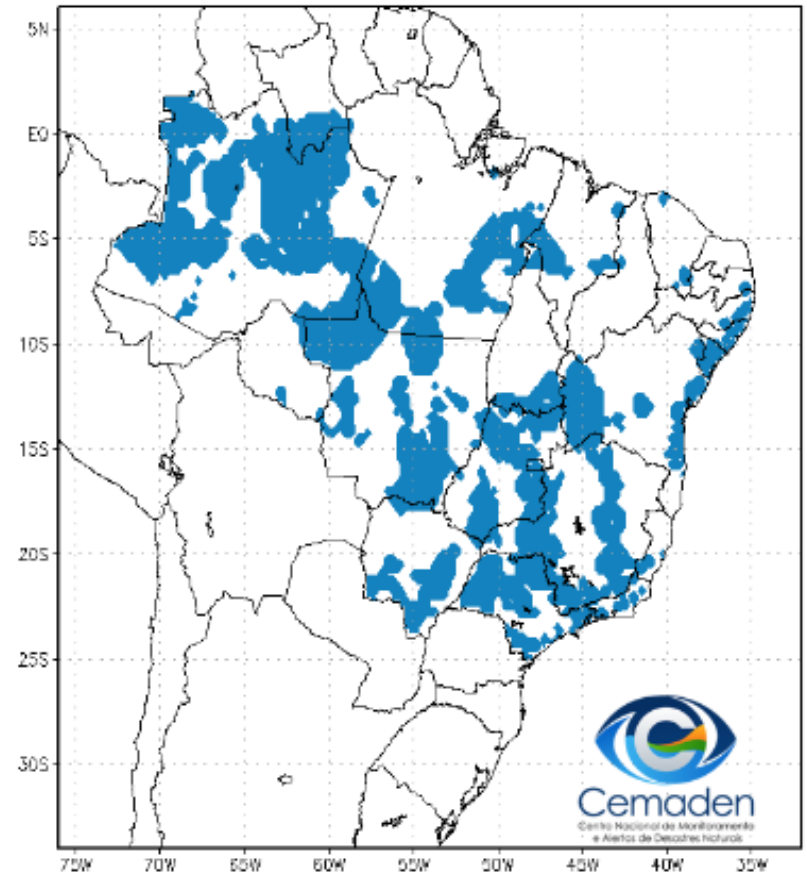 5N
EQ
5S
10S
15S
20S
25S
30S
75W 70W 65W 60W 55W 50W 45W 40W 35W
Cemaden
Centro Nacional de Monitoramento
e Alertas de Desastres Naturais